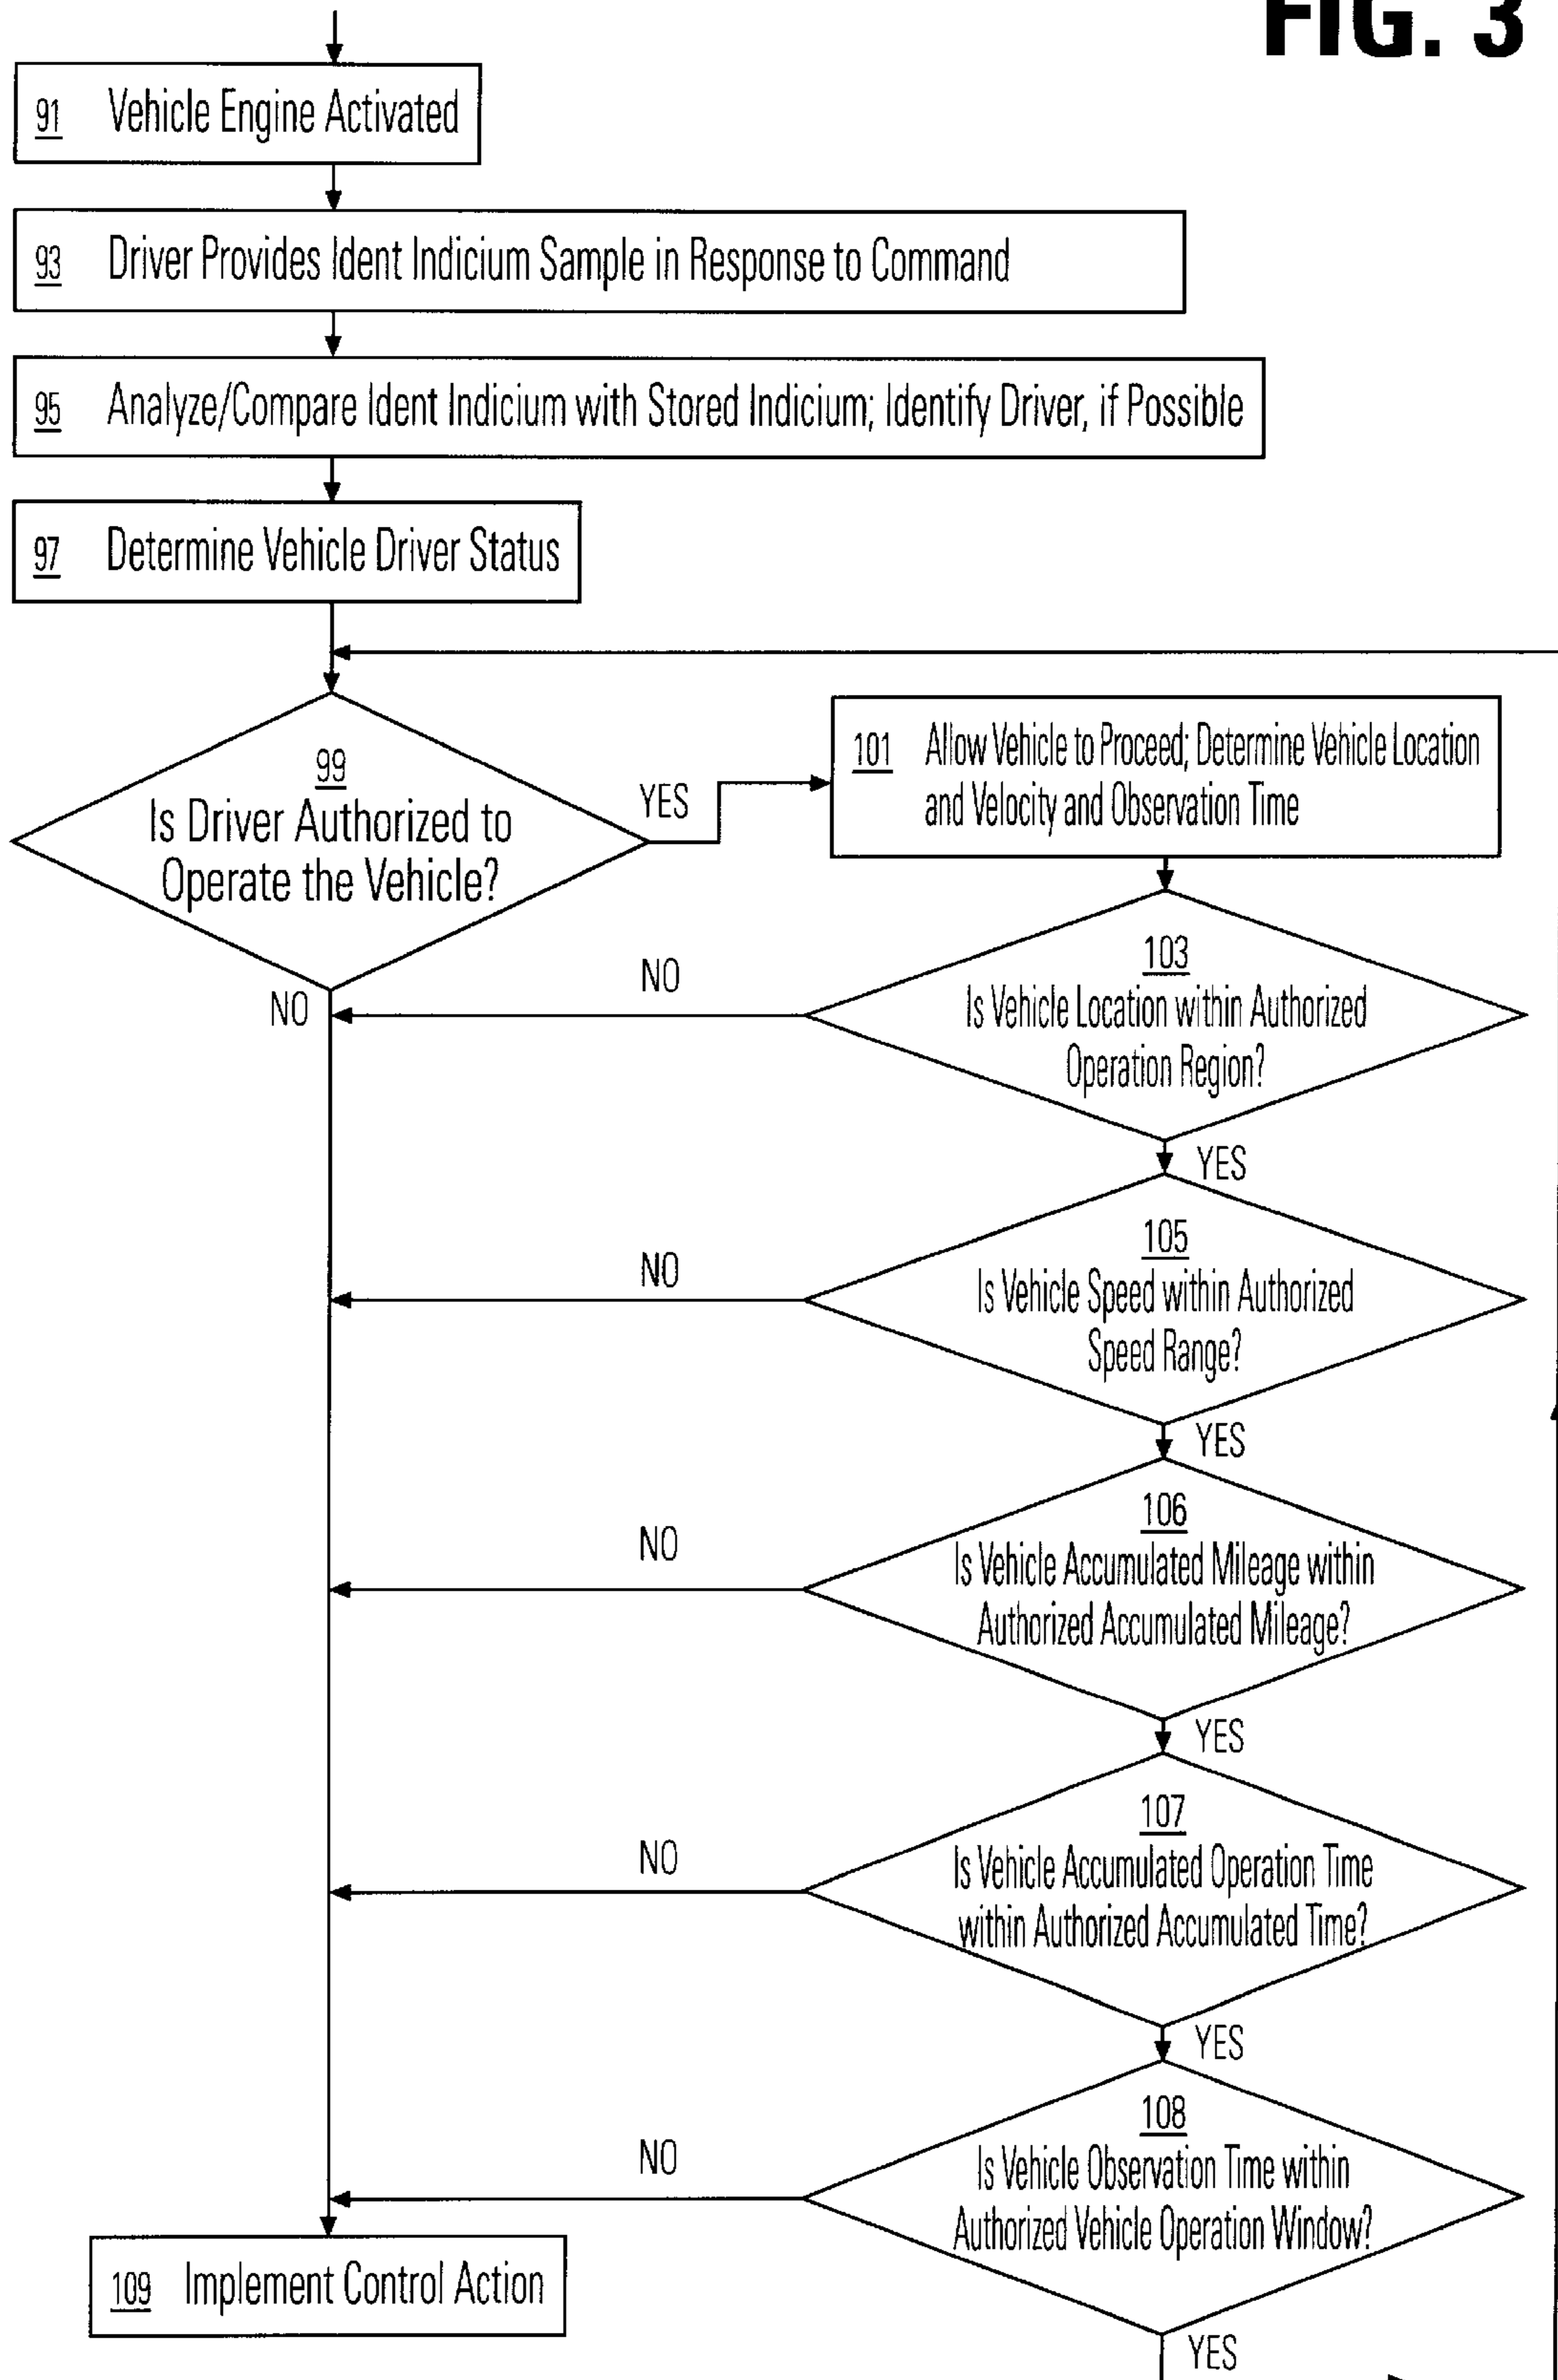 FIG. 3
91 Vehicle Engine Activated
93 Driver Provides Ident Indicium Sample in Response to Command
95 Analyze/Compare Ident Indicium with Stored Indicium; Identify Driver, if Possible
97 Determine Vehicle Driver Status
99
Is Driver Authorized to
Operate the Vehicle?
YES
NO
101 Allow Vehicle to Proceed; Determine Vehicle Location
and Velocity and Observation Time
103
Is Vehicle Location within Authorized
Operation Region?
NO
YES
105
Is Vehicle Speed within Authorized
Speed Range?
NO
YES
106
Is Vehicle Accumulated Mileage within
Authorized Accumulated Mileage?
NO
YES
107
Is Vehicle Accumulated Operation Time
within Authorized Accumulated Time?
NO
YES
108
Is Vehicle Observation Time within
Authorized Vehicle Operation Window?
NO
YES
109 Implement Control Action